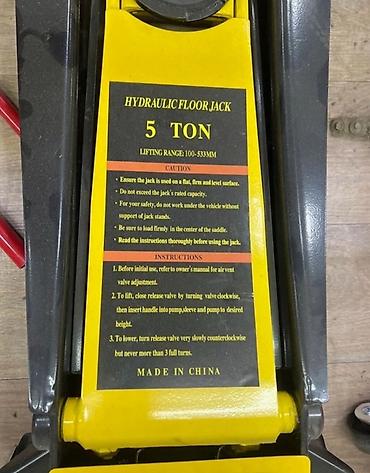 HYDRAULIC FLOOR JACK
5 TON
LIFTING RANGE: 100-533MM
CAUTION
• Ensure the jack is used on a flat, firm and level surface.
• Do not exceed the jack's rated capacity.
• For your safety, do not work under the vehicle without
support of jack stands.
• Be sure to load firmly in the center of the saddle.
• Read the instructions thoroughly before using the jack.
INSTRUCTIONS
1. Before initial use, refer to owner's manual for air vent
valve adjustment.
2. To lift, close release valve by turning valve clockwise,
then insert handle into pump,sleeve and pump to desired
height.
3. To lower, turn release valve very slowly counterclockwise
but never more than 3 full turns.
MADE IN CHINA